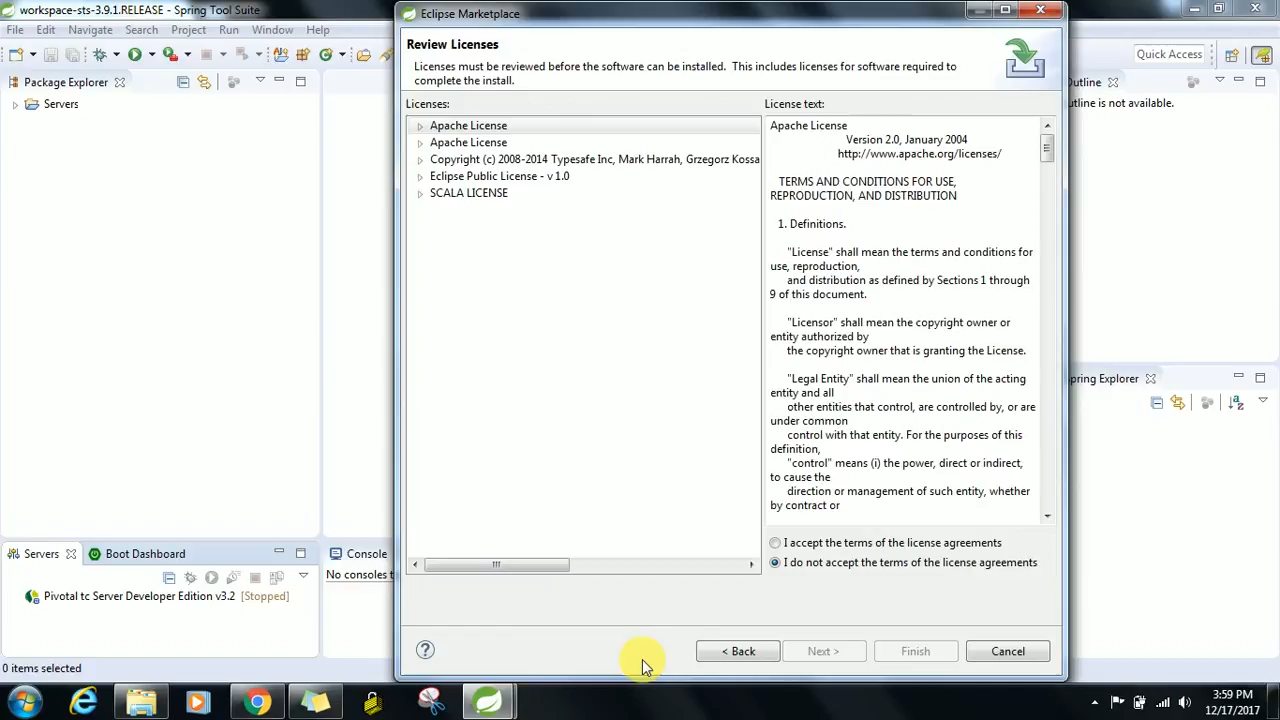 workspace-sts-3.9.1.RELEASE - Spring Tool Suite
File Edit Navigate Search Project Run Window Help
Quick Access
Package Explorer
Servers
Eclipse Marketplace
Review Licenses
Licenses must be reviewed before the software can be installed. This includes licenses for software required to
complete the install.
Licenses:
Apache License
Apache License
Copyright (c) 2008-2014 Typesafe Inc, Mark Harrah, Grzegorz Kossa
Eclipse Public License - v 1.0
SCALA LICENSE
License text:
Apache License
Version 2.0, January 2004
http://www.apache.org/licenses/
TERMS AND CONDITIONS FOR USE,
REPRODUCTION, AND DISTRIBUTION
1. Definitions.
"License" shall mean the terms and conditions for
use, reproduction,
and distribution as defined by Sections 1 through
9 of this document.
"Licensor" shall mean the copyright owner or
entity authorized by
the copyright owner that is granting the License.
"Legal Entity" shall mean the union of the acting
entity and all
other entities that control, are controlled by, or are
under common
control with that entity. For the purposes of this
definition,
"control" means (i) the power, direct or indirect,
to cause the
direction or management of such entity, whether
by contract or
I accept the terms of the license agreements
I do not accept the terms of the license agreements
< Back
Next >
Finish
Cancel
Outline
utline is not available.
pring Explorer
Servers
Boot Dashboard
Pivotal tc Server Developer Edition v3.2 [Stopped]
Console
No consoles t
0 items selected
3:59 PM
12/17/2017